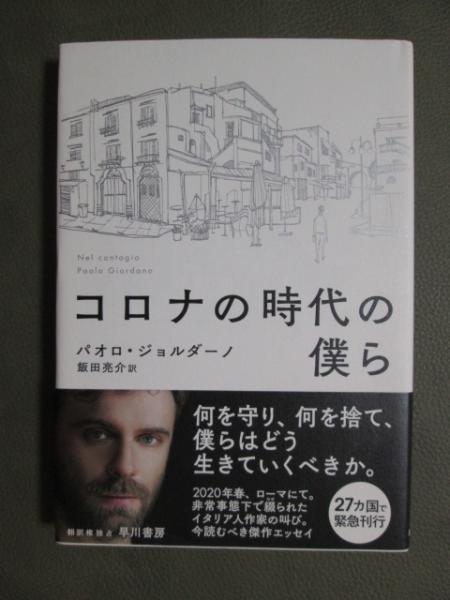 Nel contagio
Paolo Giordano
コロナの時代の
僕ら
パオロ・ジョルダーノ
飯田亮介 訳
何を守り、何を捨て、
僕らはどう
生きていくべきか。
2020年春、ローマにて。
非常事態下で綴られた
イタリア人作家の叫び。
今読むべき傑作エッセイ
27カ国で
緊急刊行
翻訳権独占 早川書房